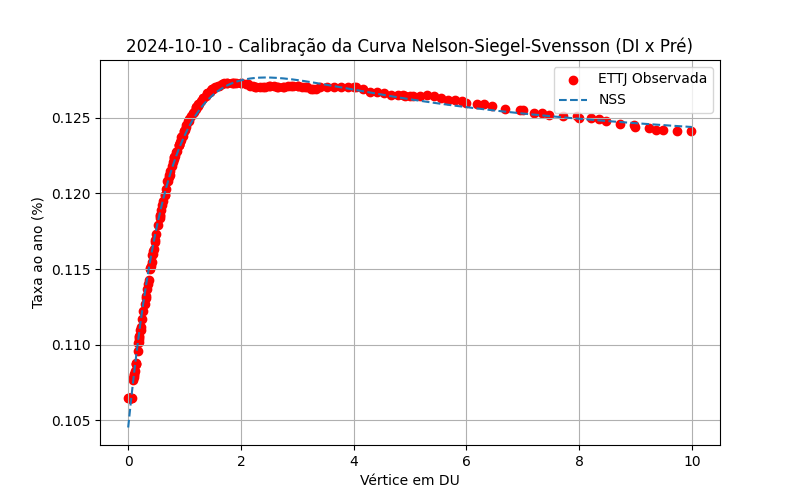 2024-10-10 - Calibração da Curva Nelson-Siegel-Svensson (DI x Pré)
ETTJ Observada
NSS
Taxa ao ano (%)
0.125
0.120
0.115
0.110
0.105
0 2 4 6 8 10
Vértice em DU